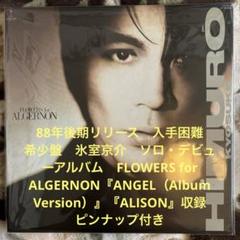 FLOWERS for
ALGERNON
HIMURO
KYOSUKE
88年後期リリース　入手困難
希少盤　氷室京介　ソロ・デビュ
ーアルバム　FLOWERS for
ALGERNON『ANGEL（Album
Version）』『ALISON』収録
ピンナップ付き